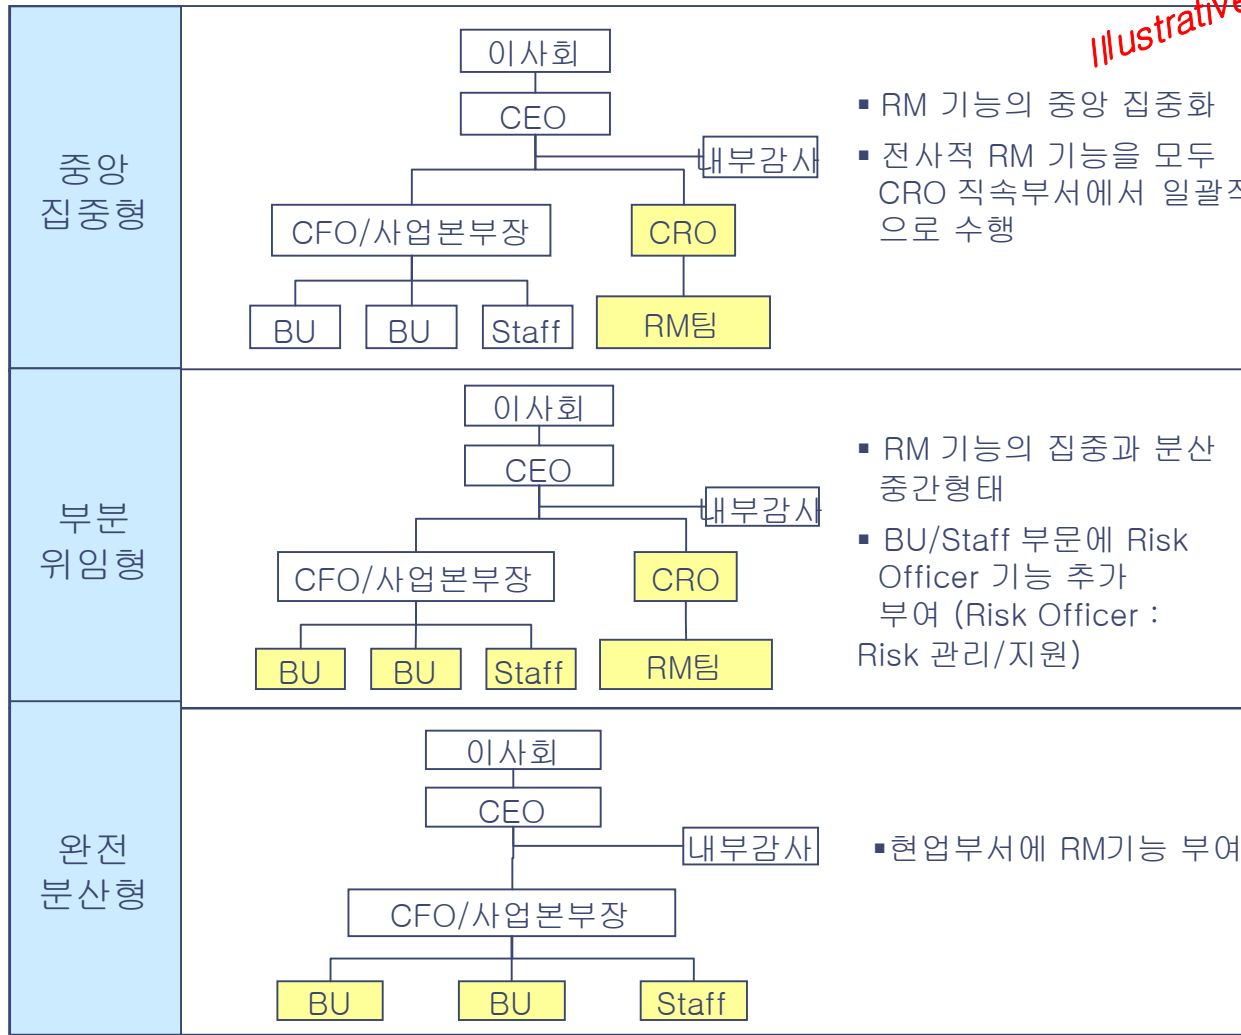 Illustrative
중앙
집중형
이사회
CEO
내부감사
CFO/사업본부장
CRO
BU
BU
Staff
RM팀
▪ RM 기능의 중앙 집중화
▪ 전사적 RM 기능을 모두
CRO 직속부서에서 일괄적
으로 수행
부분
위임형
이사회
CEO
내부감사
CFO/사업본부장
CRO
BU
BU
Staff
RM팀
▪ RM 기능의 집중과 분산
중간형태
▪ BU/Staff 부문에 Risk
Officer 기능 추가
부여 (Risk Officer :
Risk 관리/지원)
완전
분산형
이사회
CEO
내부감사
CFO/사업본부장
BU
BU
Staff
▪현업부서에 RM기능 부여